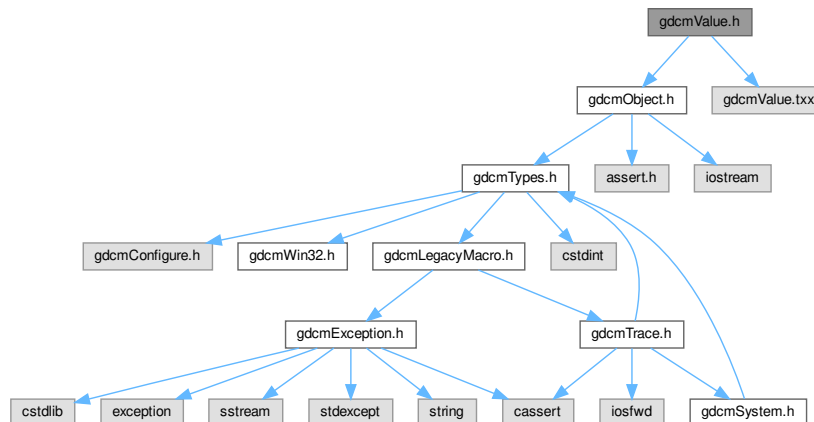 gdcmValue.h
gdcmObject.h
gdcmValue.txx
gdcmTypes.h
assert.h
iostream
gdcmConfigure.h
gdcmWin32.h
gdcmLegacyMacro.h
cstdint
gdcmException.h
gdcmTrace.h
cstdlib
exception
sstream
stdexcept
string
cassert
iosfwd
gdcmSystem.h